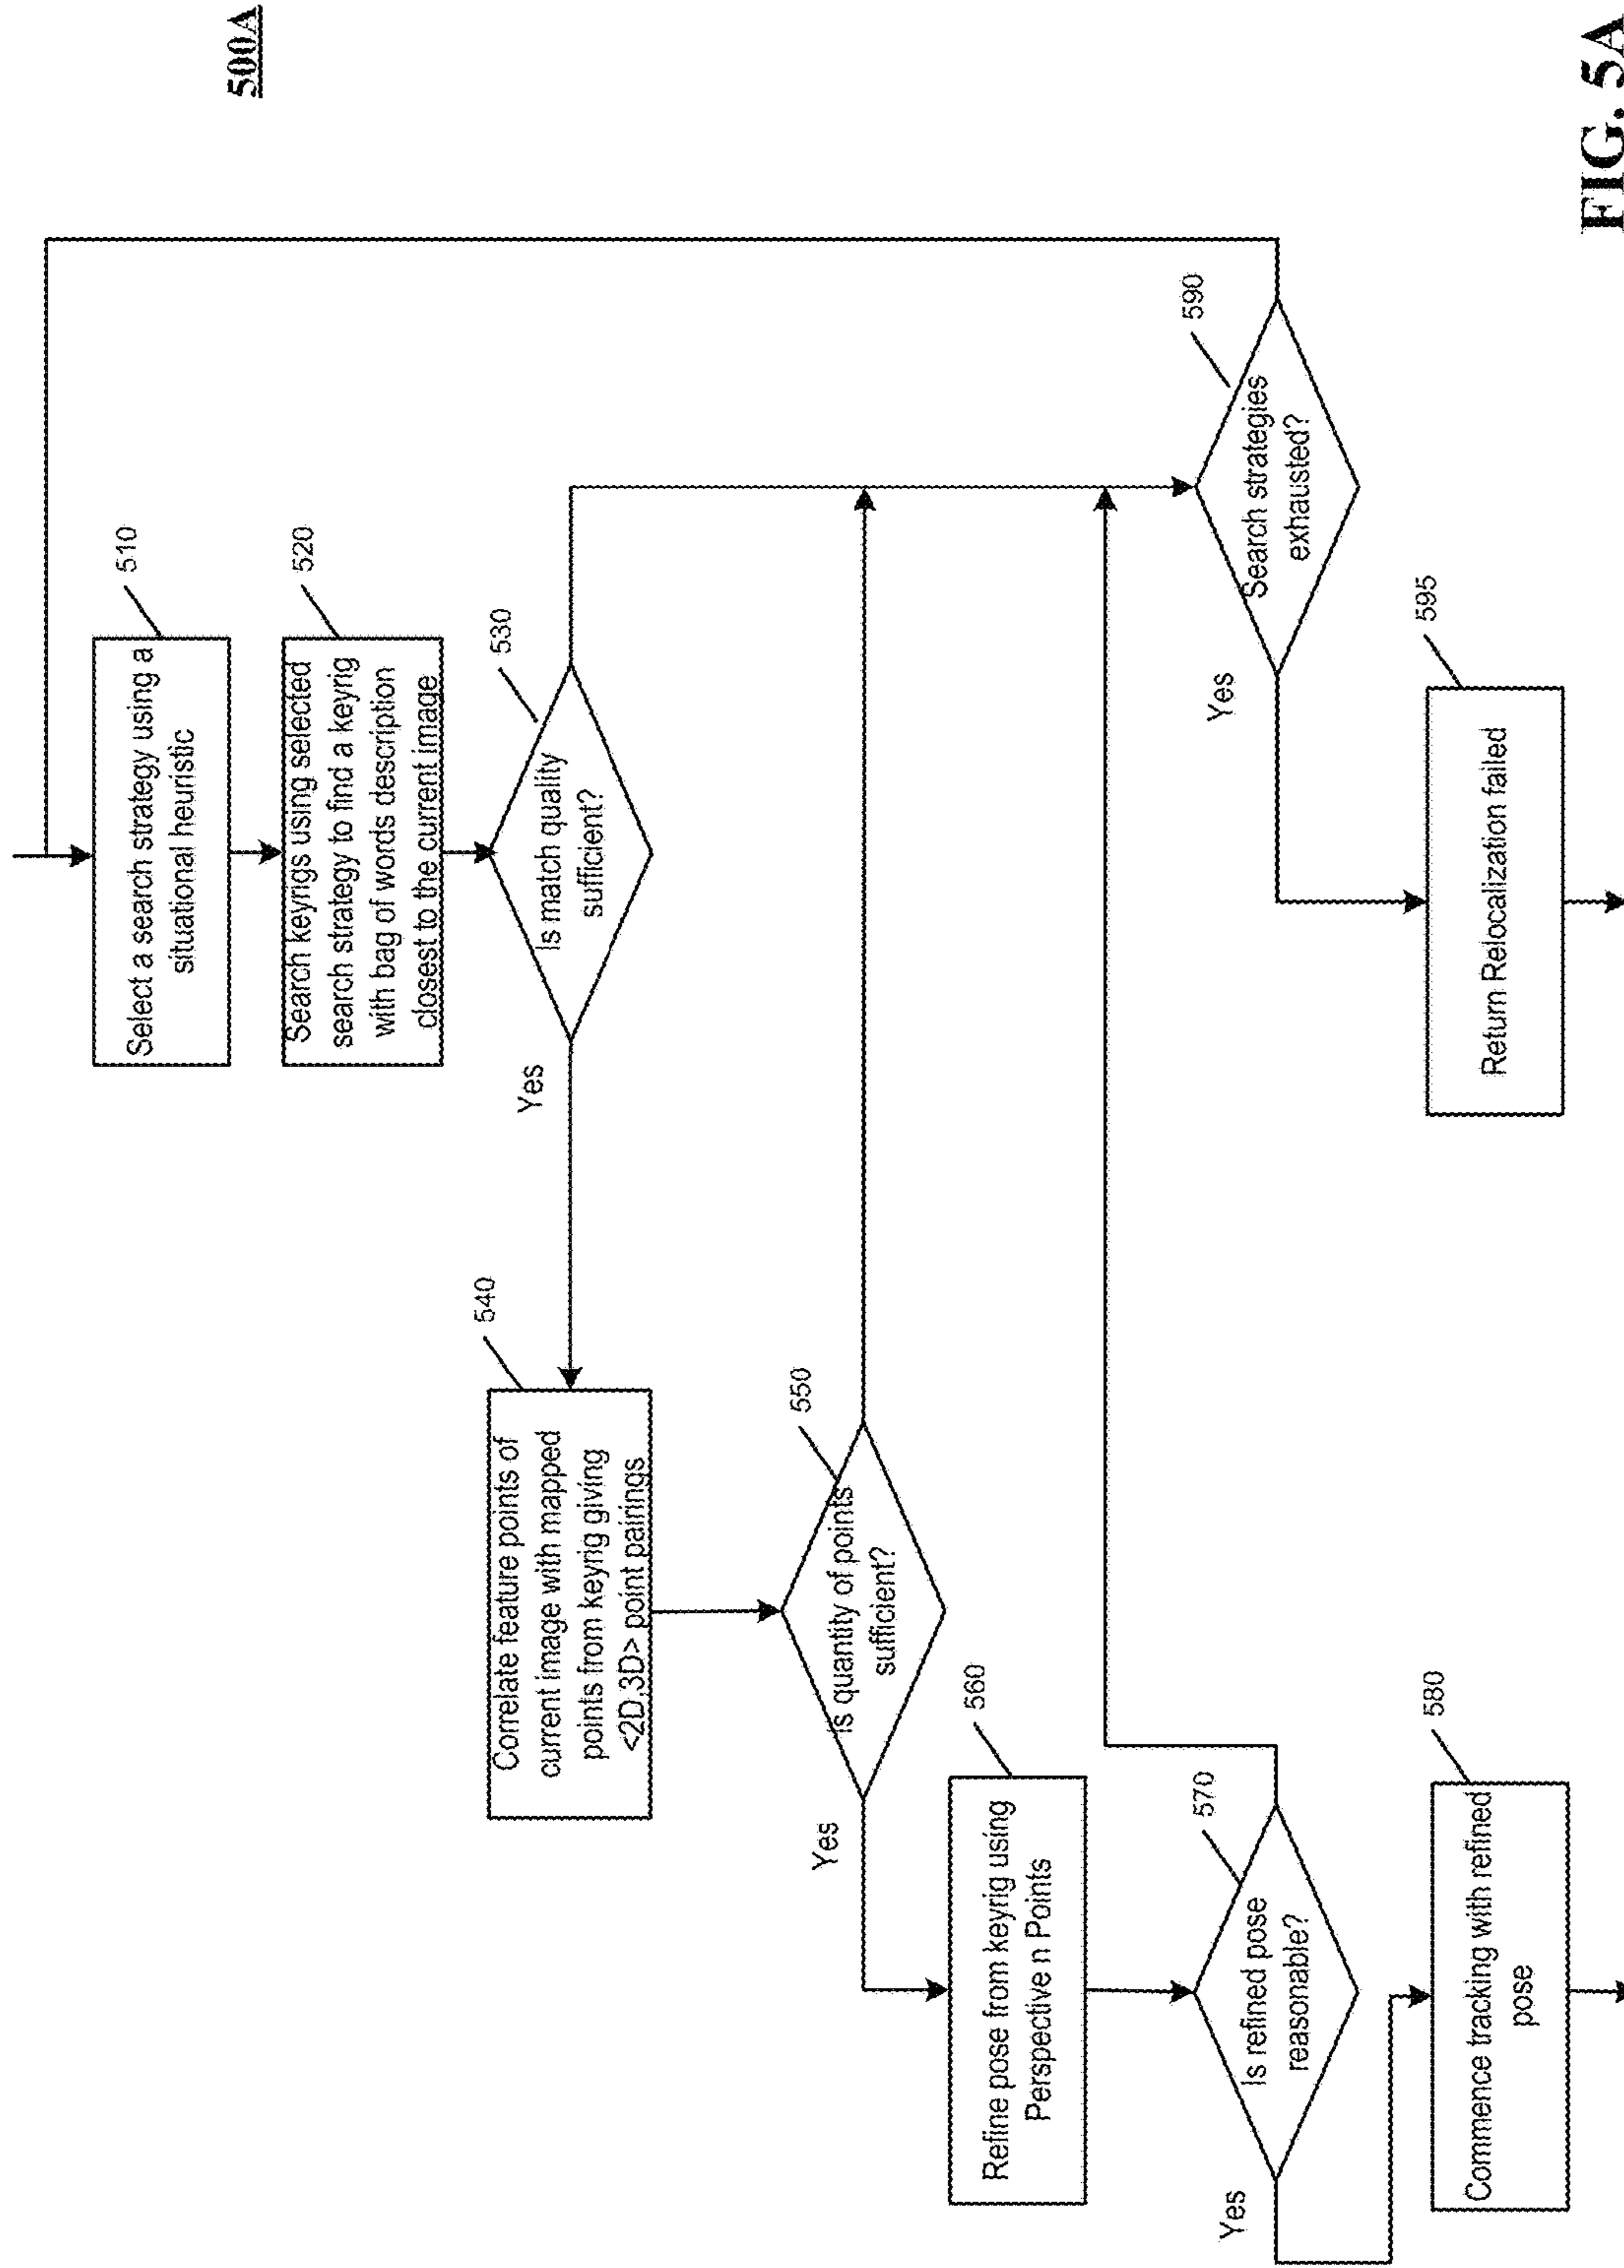 500A
510
Select a search strategy using a
situational heuristic
520
Search keyrigs using selected
search strategy to find a keyrig
with bag of words description
closest to the current image
530
Is match quality
sufficient?
Yes
540
Correlate feature points of
current image with mapped
points from keyrig giving
<2D,3D> point pairings
550
Is quantity of points
sufficient?
Yes
560
Refine pose from keyrig using
Perspective n Points
570
Is refined pose
reasonable?
Yes
580
Commence tracking with refined
pose
590
Search strategies
exhausted?
Yes
595
Return Relocalization failed
FIG. 5A